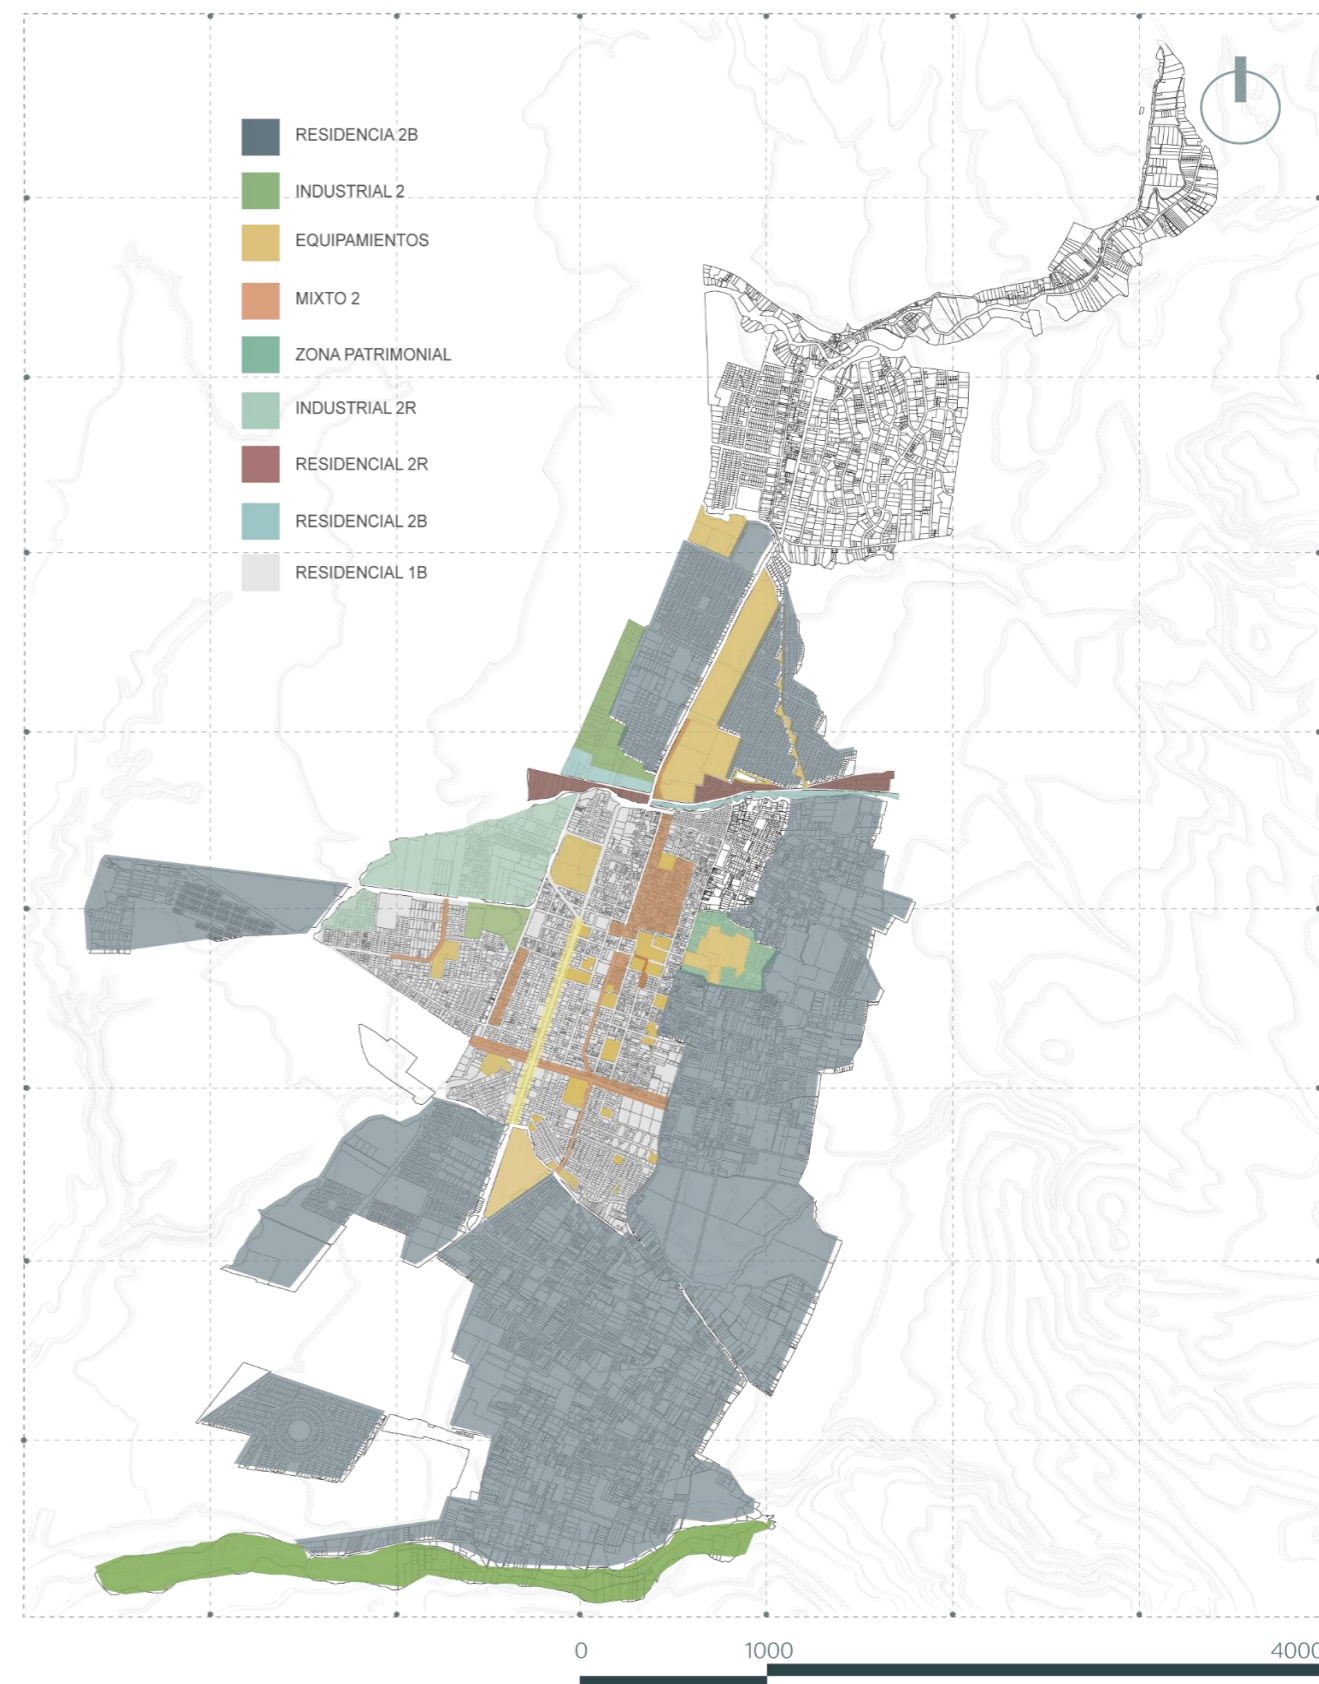 RESIDENCIA 2B
INDUSTRIAL 2
EQUIPAMIENTOS
MIXTO 2
ZONA PATRIMONIAL
INDUSTRIAL 2R
RESIDENCIAL 2R
RESIDENCIAL 2B
RESIDENCIAL 1B
0 1000 4000